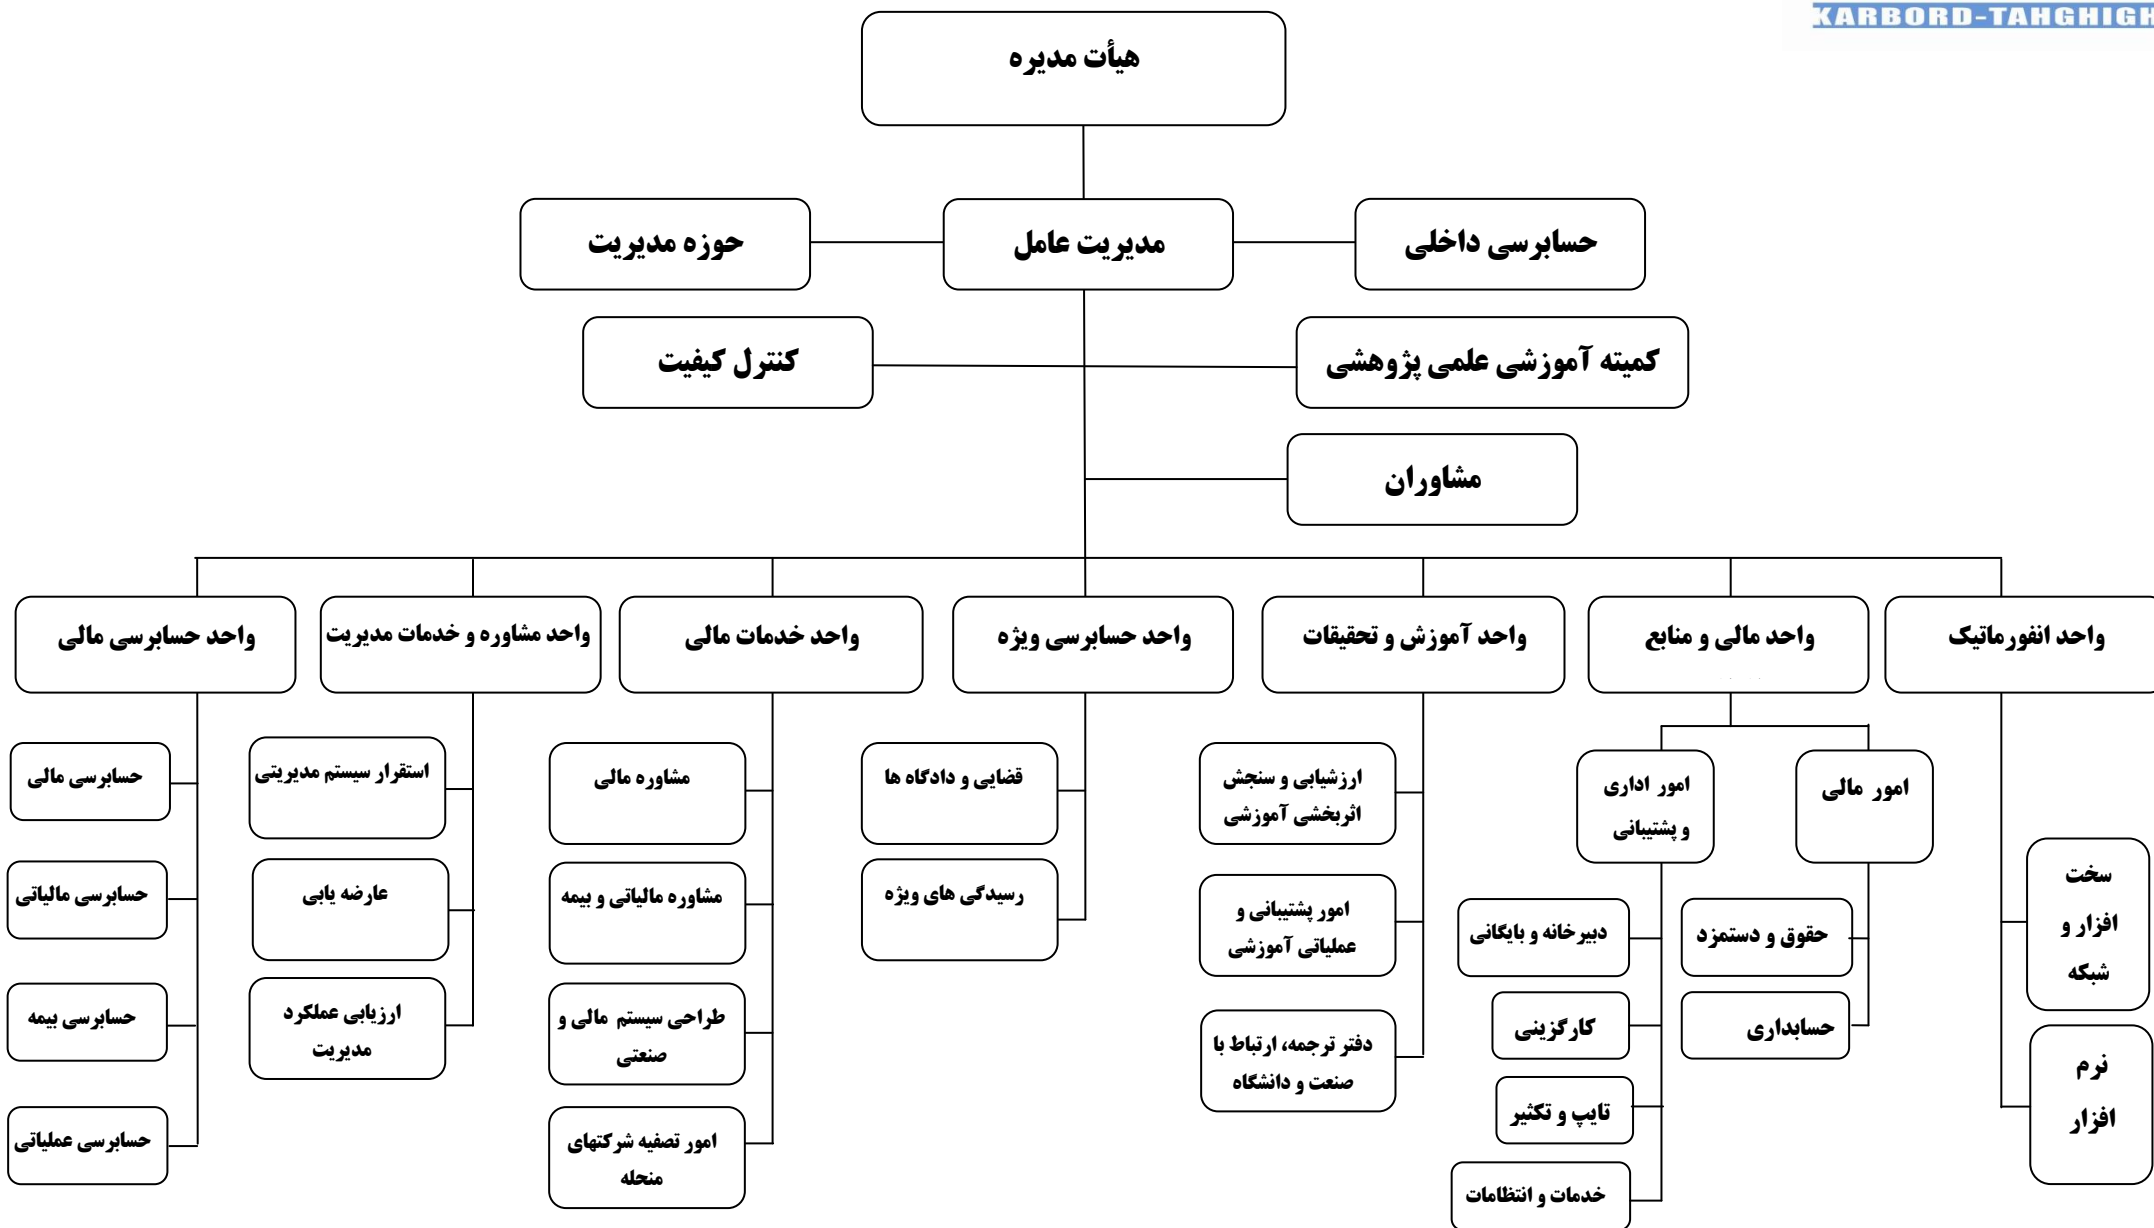 KARBORD-TAHGHIGH
هیأت مدیره
حسابرسی داخلی
مدیریت عامل
حوزه مدیریت
کمیته آموزشی علمی پژوهشی
کنترل کیفیت
مشاوران
واحد انفورماتیک
واحد مالی و منابع
واحد آموزش و تحقیقات
واحد حسابرسی ویژه
واحد خدمات مالی
واحد مشاوره و خدمات مدیریت
واحد حسابرسی مالی
سخت
افزار و
شبکه
نرم
افزار
امور مالی
حقوق و دستمزد
حسابداری
امور اداری
و پشتیبانی
دبیرخانه و بایگانی
کارگزینی
تایپ و تکثیر
خدمات و انتظامات
ارزشیابی و سنجش
اثربخشی آموزشی
امور پشتیبانی و
عملیاتی آموزشی
دفتر ترجمه، ارتباط با
صنعت و دانشگاه
قضایی و دادگاه ها
رسیدگی های ویژه
مشاوره مالی
مشاوره مالیاتی و بیمه
طراحی سیستم مالی و
صنعتی
امور تصفیه شرکتهای
منحله
استقرار سیستم مدیریتی
عارضه یابی
ارزیابی عملکرد
مدیریت
حسابرسی مالی
حسابرسی مالیاتی
حسابرسی بیمه
حسابرسی عملیاتی